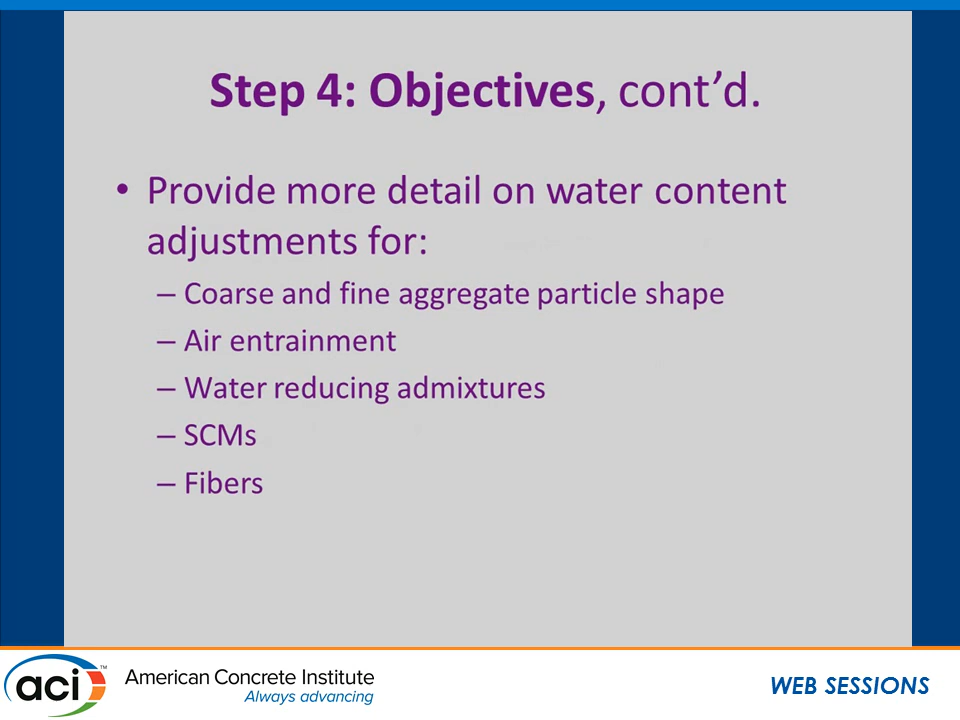 Step 4: Objectives, cont’d.
• Provide more detail on water content
adjustments for:
– Coarse and fine aggregate particle shape
– Air entrainment
– Water reducing admixtures
– SCMs
– Fibers
aci™
American Concrete Institute
Always advancing
WEB SESSIONS